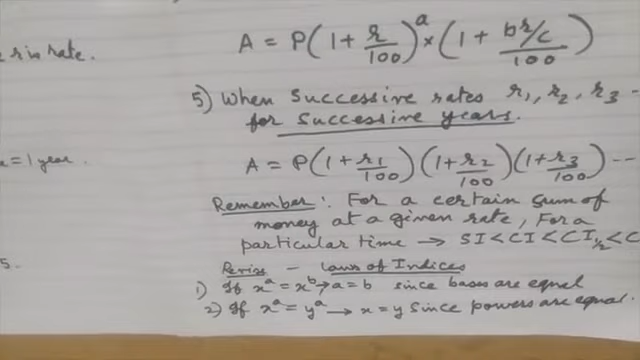 r is rate.
A = P(1 + r/100)^a × (1 + br/c/100)
5) When Successive rates r1, r2, r3 -
for successive years.
= 1 year.
A = P(1 + r1/100)(1 + r2/100)(1 + r3/100) ---
Remember: For a certain sum of
money at a given rate, For a
particular time → SI < CI < CI1/2 < C
5.
Revise - Laws of Indices
1) If x^a = x^b → a = b since bases are equal
2) If x^a = y^a → x = y since powers are equal.